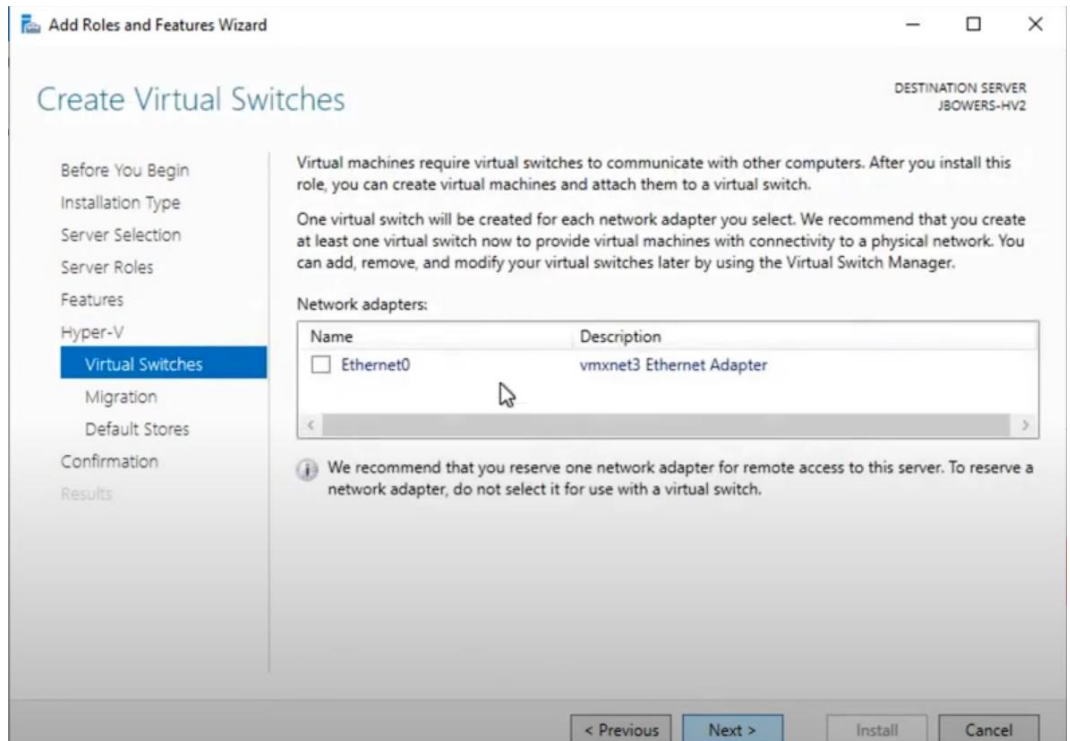 Add Roles and Features Wizard
Create Virtual Switches
DESTINATION SERVER
JBOWERS-HV2
Before You Begin
Installation Type
Server Selection
Server Roles
Features
Hyper-V
Virtual Switches
Migration
Default Stores
Confirmation
Results
Virtual machines require virtual switches to communicate with other computers. After you install this
role, you can create virtual machines and attach them to a virtual switch.
One virtual switch will be created for each network adapter you select. We recommend that you create
at least one virtual switch now to provide virtual machines with connectivity to a physical network. You
can add, remove, and modify your virtual switches later by using the Virtual Switch Manager.
Network adapters:
Name Description
Ethernet0 vmxnet3 Ethernet Adapter
We recommend that you reserve one network adapter for remote access to this server. To reserve a
network adapter, do not select it for use with a virtual switch.
< Previous Next > Install Cancel